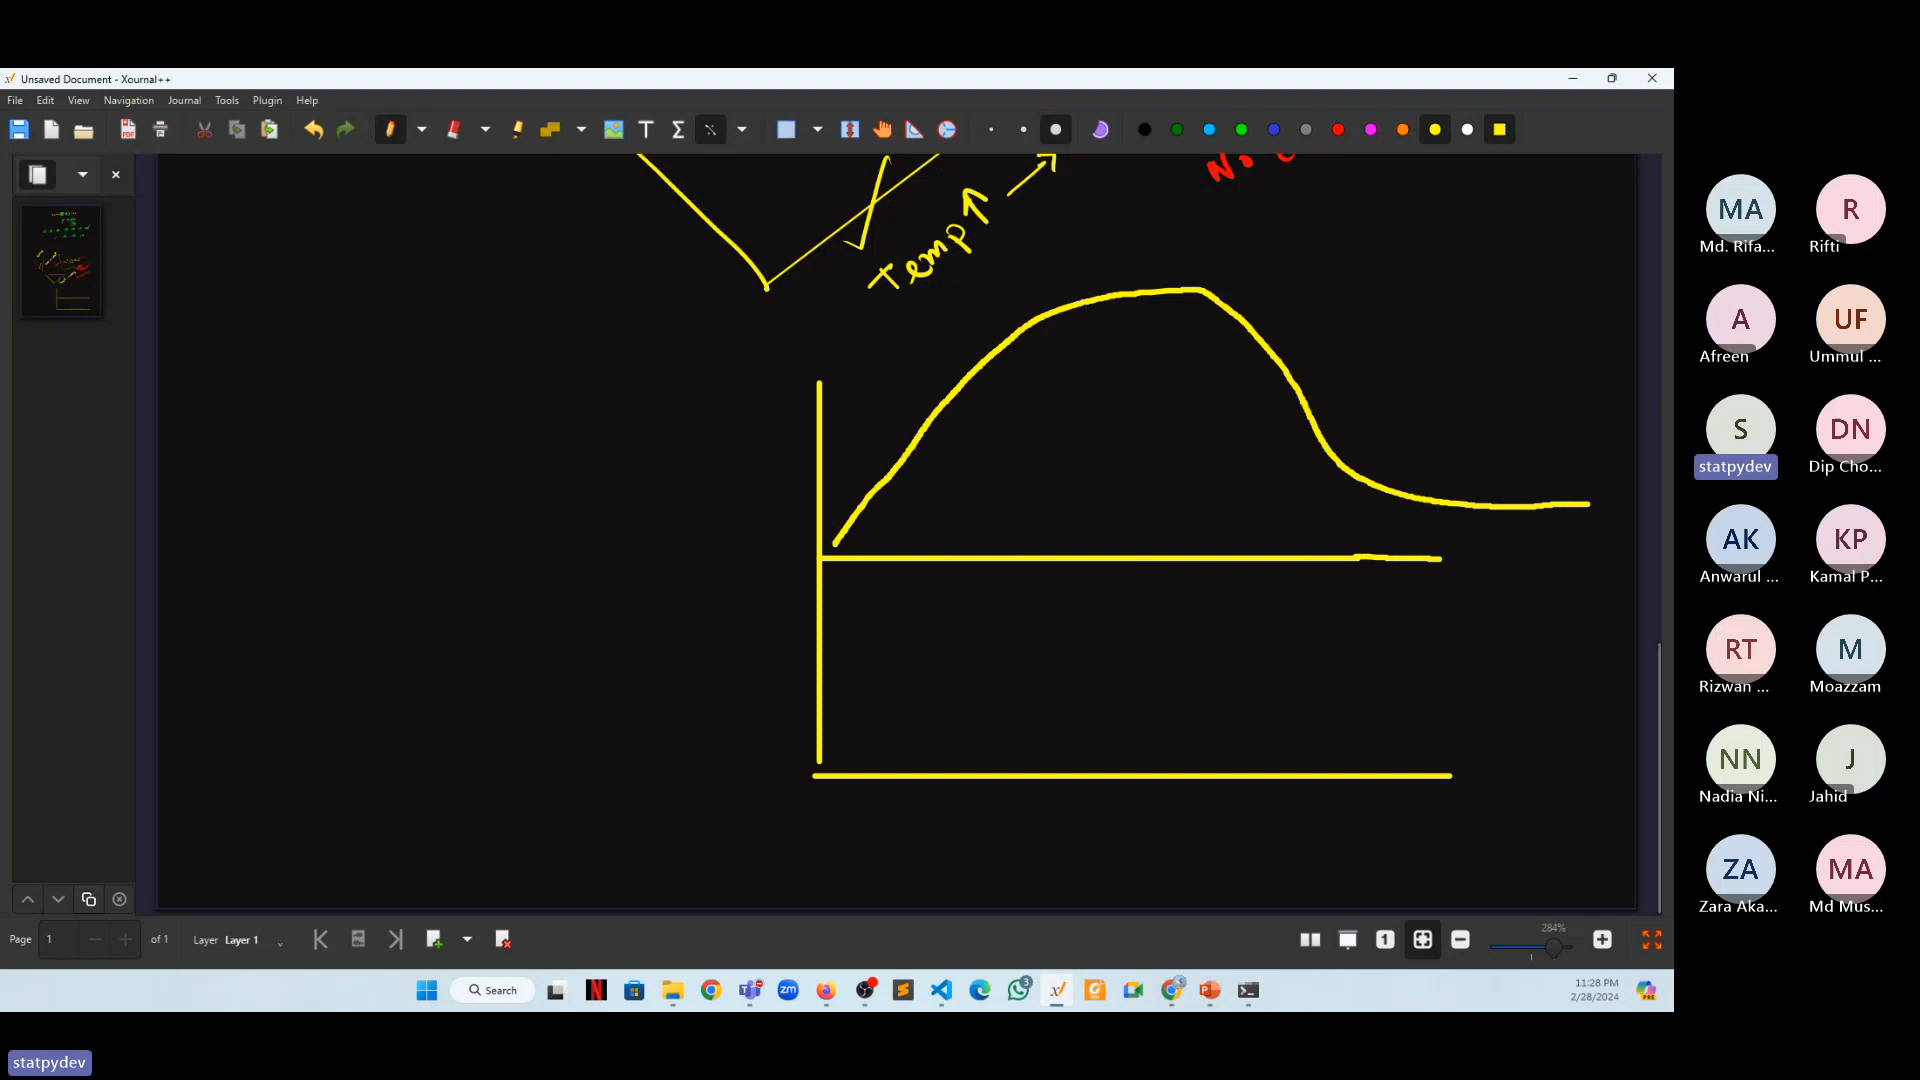 Unsaved Document - Xournal++
File Edit View Navigation Journal Tools Plugin Help
Temp ↑
MA
Md. Rifa...
R
Rifti
A
Afreen
UF
Ummul ...
S
statpydev
DN
Dip Cho...
AK
Anwarul ...
KP
Kamal P...
RT
Rizwan ...
M
Moazzam
NN
Nadia Ni...
J
Jahid
ZA
Zara Aka...
MA
Md Mus...
Page 1 of 1 Layer Layer 1
284%
Search
11:28 PM
2/28/2024
statpydev